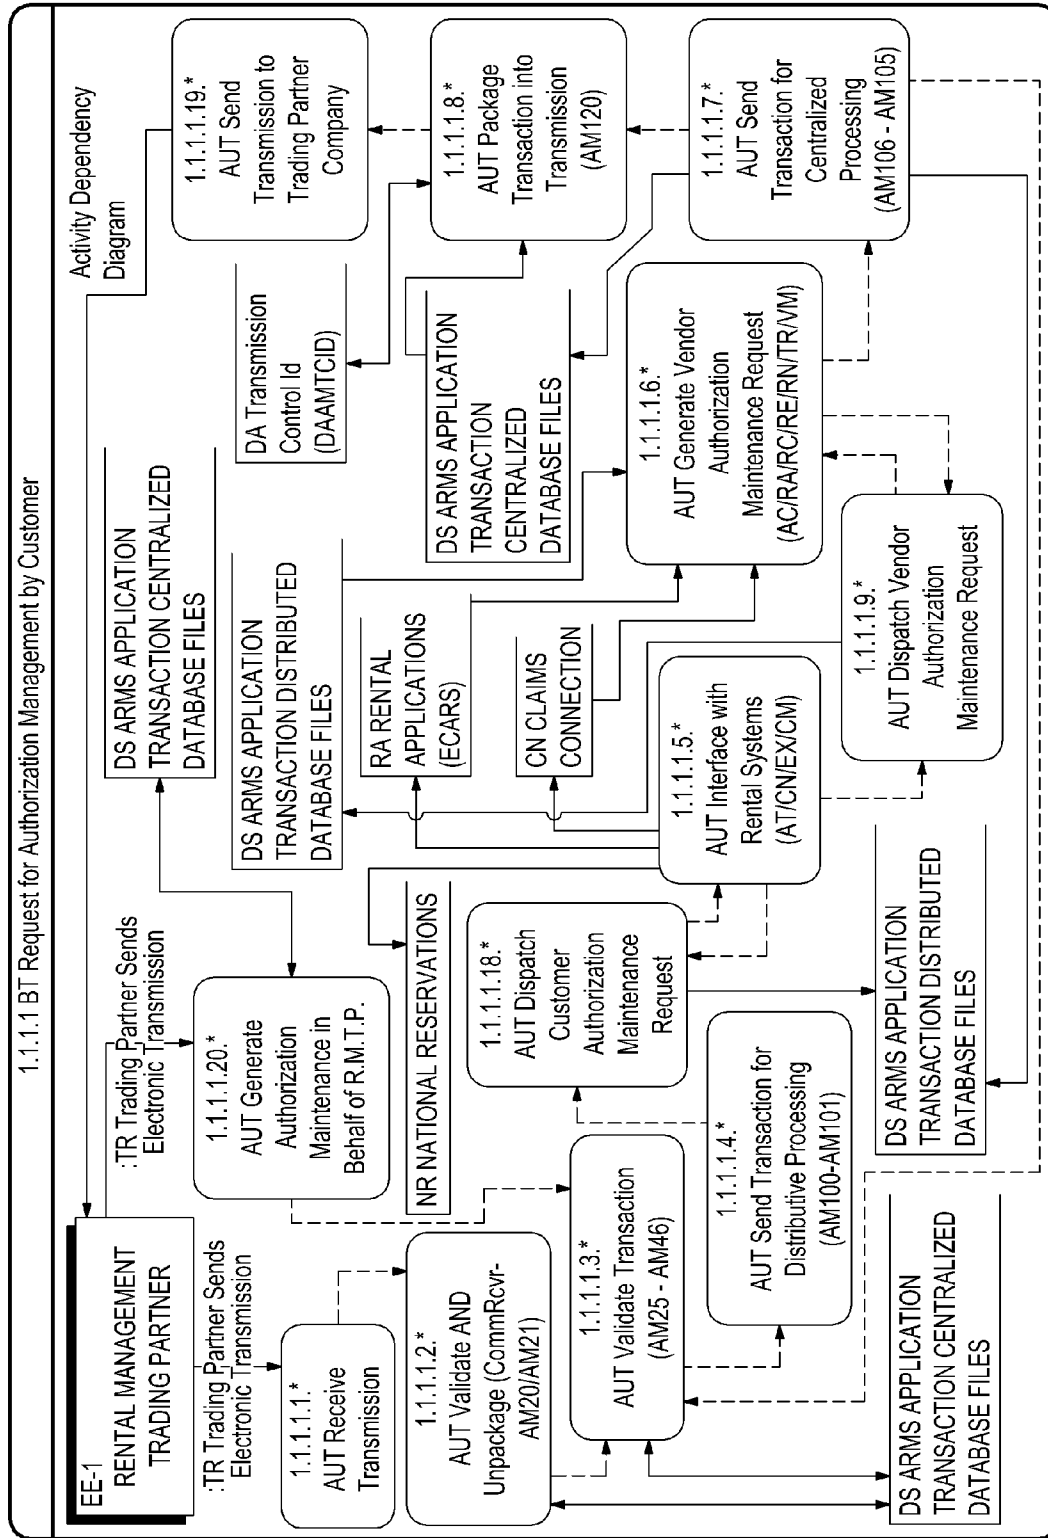 1.1.1.1 BT Request for Authorization Management by Customer
Activity Dependency
Diagram
EE-1
RENTAL MANAGEMENT
TRADING PARTNER
:TR Trading Partner Sends
Electronic Transmission
:TR Trading Partner Sends
Electronic Transmission
1.1.1.1.1.*
AUT Receive
Transmission
1.1.1.1.2.*
AUT Validate AND
Unpackage (CommRcvr-
AM20/AM21)
1.1.1.1.20.*
AUT Generate
Authorization
Maintenance in
Behalf of R.M.T.P.
DS ARMS APPLICATION
TRANSACTION CENTRALIZED
DATABASE FILES
NR NATIONAL RESERVATIONS
1.1.1.1.3.*
AUT Validate Transaction
(AM25 - AM46)
1.1.1.1.4.*
AUT Send Transaction for
Distributive Processing
(AM100-AM101)
DS ARMS APPLICATION
TRANSACTION CENTRALIZED
DATABASE FILES
1.1.1.1.18.*
AUT Dispatch
Customer
Authorization
Maintenance
Request
DS ARMS APPLICATION
TRANSACTION DISTRIBUTED
DATABASE FILES
DS ARMS APPLICATION
TRANSACTION DISTRIBUTED
DATABASE FILES
RA RENTAL
APPLICATIONS
(ECARS)
CN CLAIMS
CONNECTION
1.1.1.1.5.*
AUT Interface with
Rental Systems
(AT/CN/EX/CM)
1.1.1.1.9.*
AUT Dispatch Vendor
Authorization
Maintenance Request
DA Transmission
Control Id
(DAAMTCID)
DS ARMS APPLICATION
TRANSACTION
CENTRALIZED
DATABASE FILES
1.1.1.1.6.*
AUT Generate Vendor
Authorization
Maintenance Request
(AC/RA/RC/RE/RN/TR/VM)
1.1.1.1.19.*
AUT Send
Transmission to
Trading Partner
Company
1.1.1.1.8.*
AUT Package
Transaction into
Transmission
(AM120)
1.1.1.1.7.*
AUT Send
Transaction for
Centralized
Processing
(AM106 - AM105)